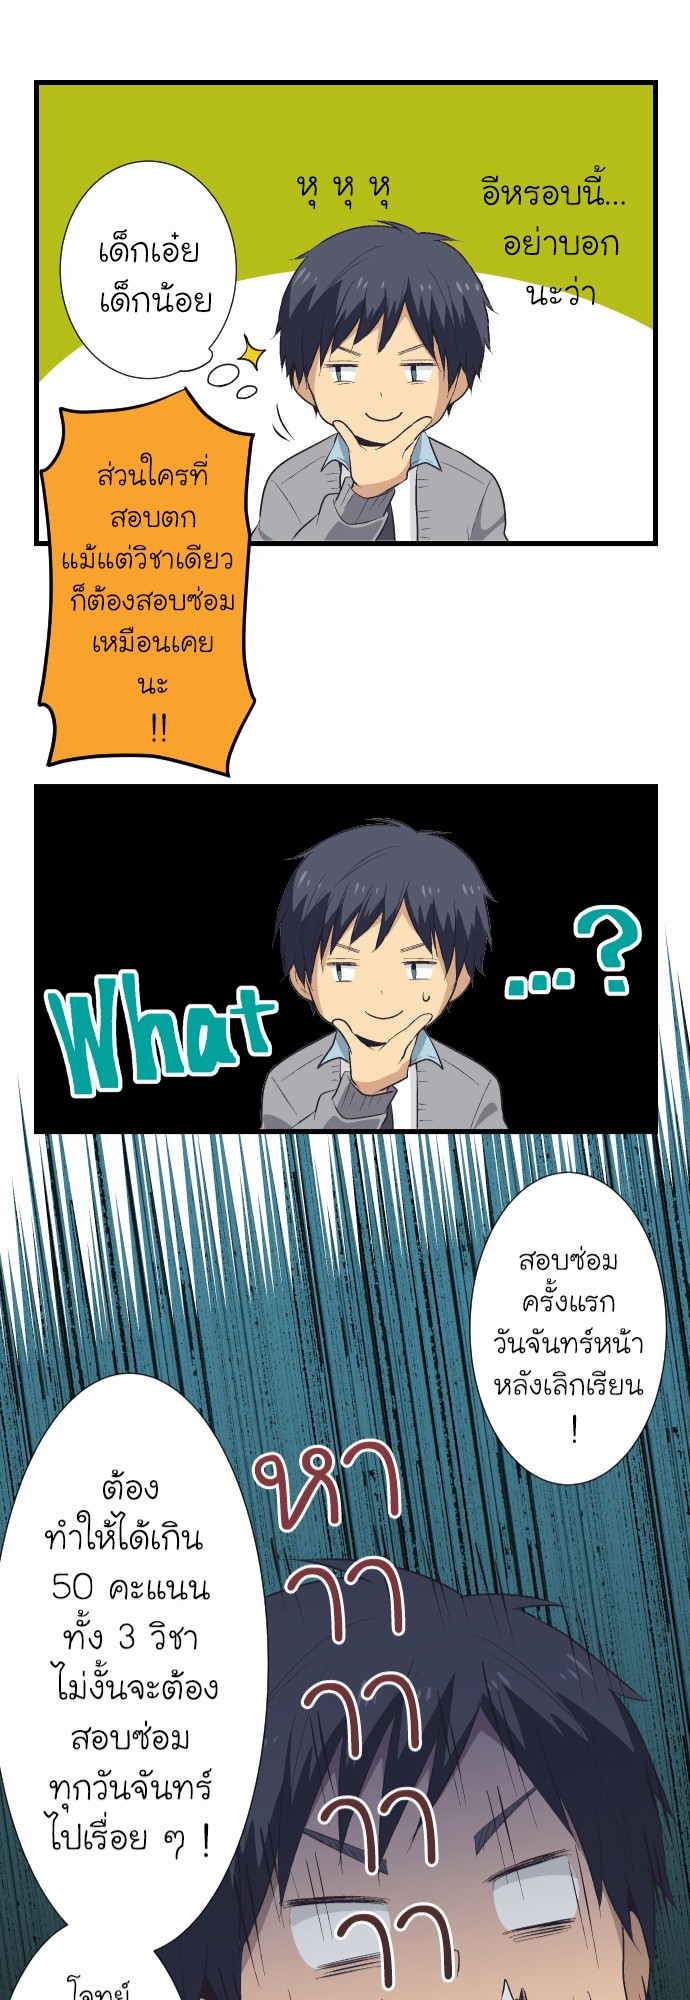 หุ หุ หุ
อีหรอบนี้...
อย่าบอก
นะว่า
เด็กเอ๋ย
เด็กน้อย
ส่วนใครที่
สอบตก
แม้แต่วิชาเดียว
ก็ต้องสอบซ่อม
เหมือนเคย
นะ
!!
What ...?
สอบซ่อม
ครั้งแรก
วันจันทร์หน้า
หลังเลิกเรียน
!
หา
าา
าา
าา
าา
ต้อง
ทำให้ได้เกิน
50 คะแนน
ทั้ง 3 วิชา
ไม่งั้นจะต้อง
สอบซ่อม
ทุกวันจันทร์
ไปเรื่อย ๆ !
โจทย์